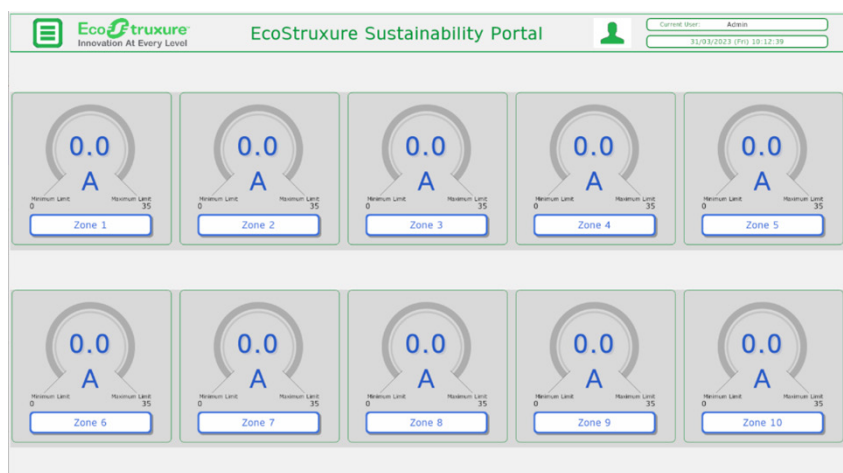 EcoStruxure
Innovation At Every Level
EcoStruxure Sustainability Portal
Current User: Admin
31/03/2023 (Fri) 10:12:39
0.0 0.0 0.0 0.0 0.0
A A A A A
Minimum Limit Maximum Limit Minimum Limit Maximum Limit Minimum Limit Maximum Limit Minimum Limit Maximum Limit Minimum Limit Maximum Limit
0 35 0 35 0 35 0 35 0 35
Zone 1 Zone 2 Zone 3 Zone 4 Zone 5
0.0 0.0 0.0 0.0 0.0
A A A A A
Minimum Limit Maximum Limit Minimum Limit Maximum Limit Minimum Limit Maximum Limit Minimum Limit Maximum Limit Minimum Limit Maximum Limit
0 35 0 35 0 35 0 35 0 35
Zone 6 Zone 7 Zone 8 Zone 9 Zone 10